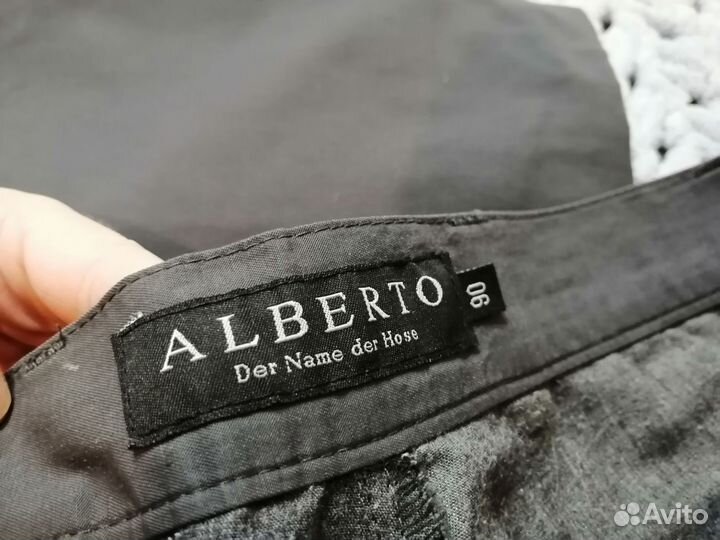 ALBERTO
Der Name der Hose
90
Avito